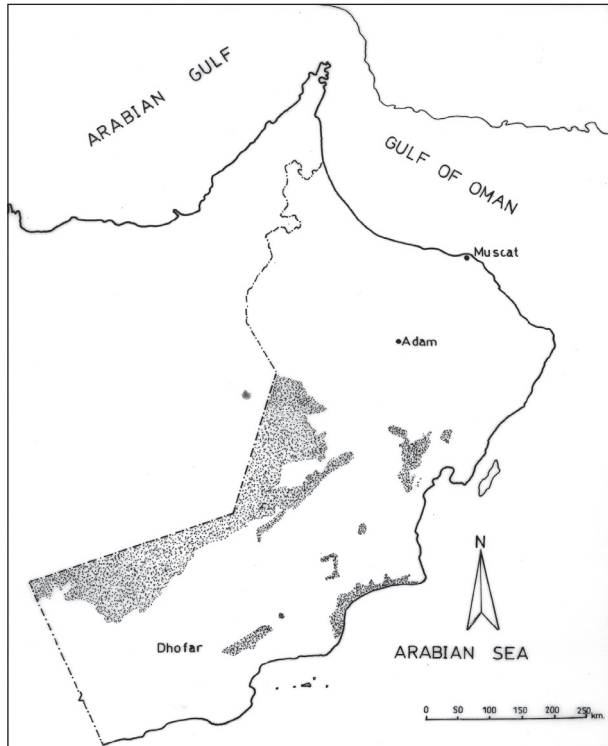 ARABIAN GULF
GULF OF OMAN
Muscat
Adam
N
Dhofar
ARABIAN SEA
0 50 100 150 200 250 km.